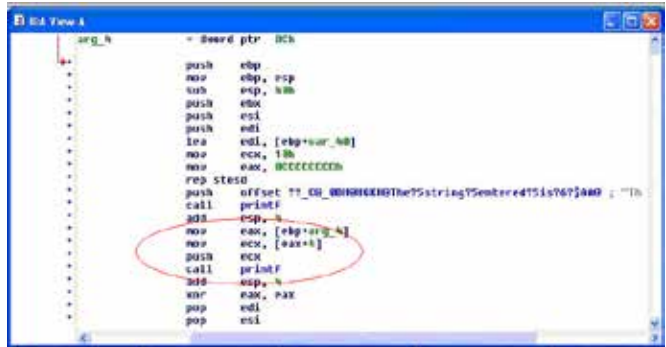 IDA View-A
arg_4 = dword ptr 0Ch
push ebp
mov ebp, esp
sub esp, 40h
push ebx
push esi
push edi
lea edi, [ebp+var_40]
mov ecx, 10h
mov eax, 0CCCCCCCCh
rep stosd
push offset
call printf
add esp, 4
mov eax, [ebp+arg_4]
mov ecx, [eax+4]
push ecx
call printf
add esp, 4
xor eax, eax
pop edi
pop esi